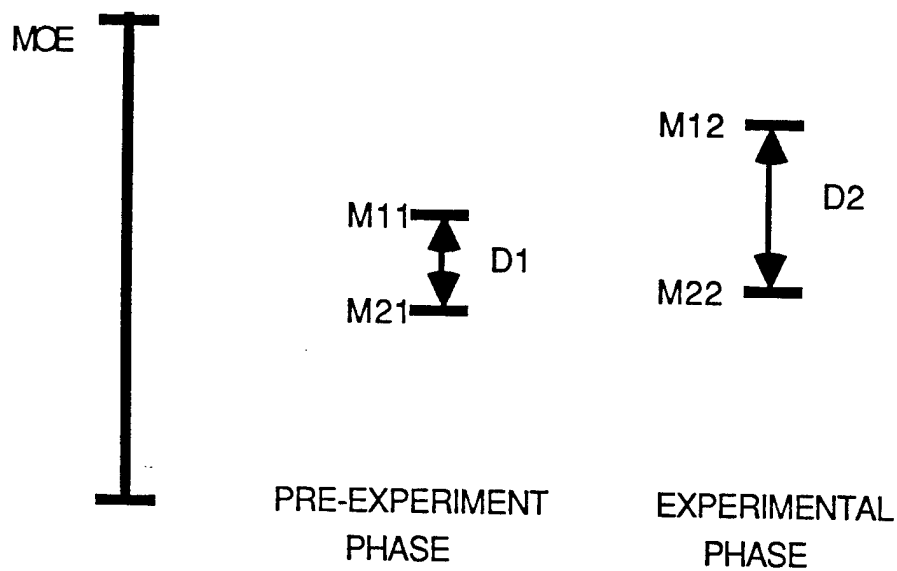 MOE
M12
D2
M11
D1
M22
M21
PRE-EXPERIMENT
PHASE
EXPERIMENTAL
PHASE